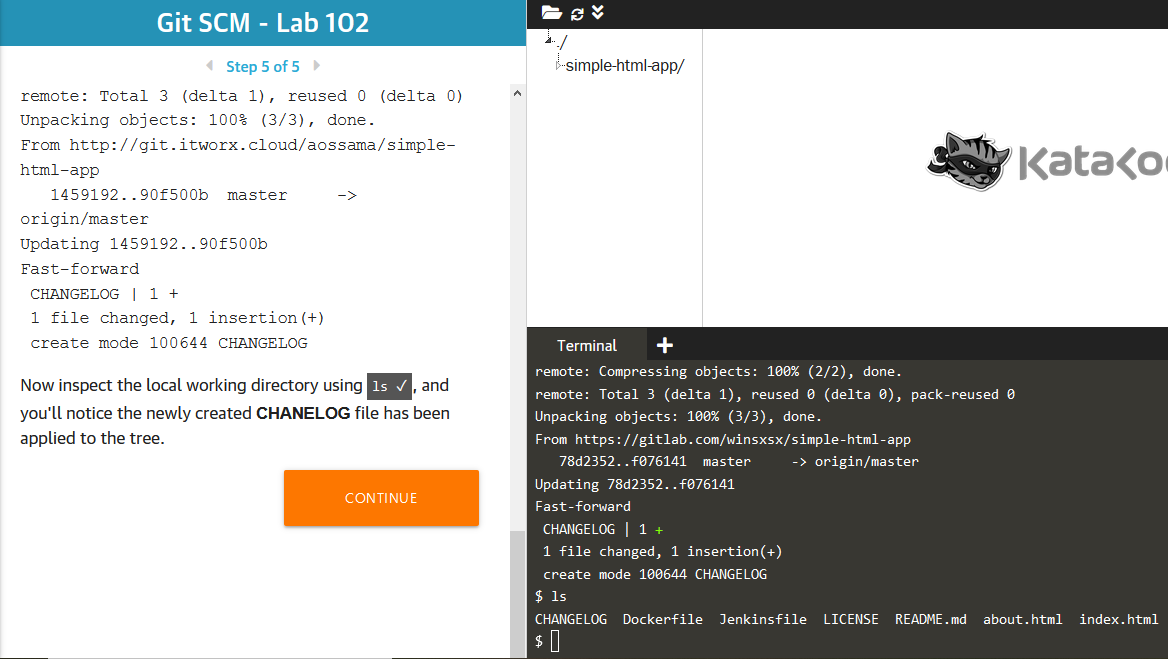 Git SCM - Lab 102
Step 5 of 5
remote: Total 3 (delta 1), reused 0 (delta 0)
Unpacking objects: 100% (3/3), done.
From http://git.itworx.cloud/aossama/simple-
html-app
1459192..90f500b master ->
origin/master
Updating 1459192..90f500b
Fast-forward
CHANGELOG | 1 +
1 file changed, 1 insertion(+)
create mode 100644 CHANGELOG
Now inspect the local working directory using ls ✓, and
you'll notice the newly created CHANELOG file has been
applied to the tree.
CONTINUE
./
simple-html-app/
KataCo
Terminal
remote: Compressing objects: 100% (2/2), done.
remote: Total 3 (delta 1), reused 0 (delta 0), pack-reused 0
Unpacking objects: 100% (3/3), done.
From https://gitlab.com/winsxsx/simple-html-app
78d2352..f076141 master -> origin/master
Updating 78d2352..f076141
Fast-forward
CHANGELOG | 1 +
1 file changed, 1 insertion(+)
create mode 100644 CHANGELOG
$ ls
CHANGELOG Dockerfile Jenkinsfile LICENSE README.md about.html index.html
$